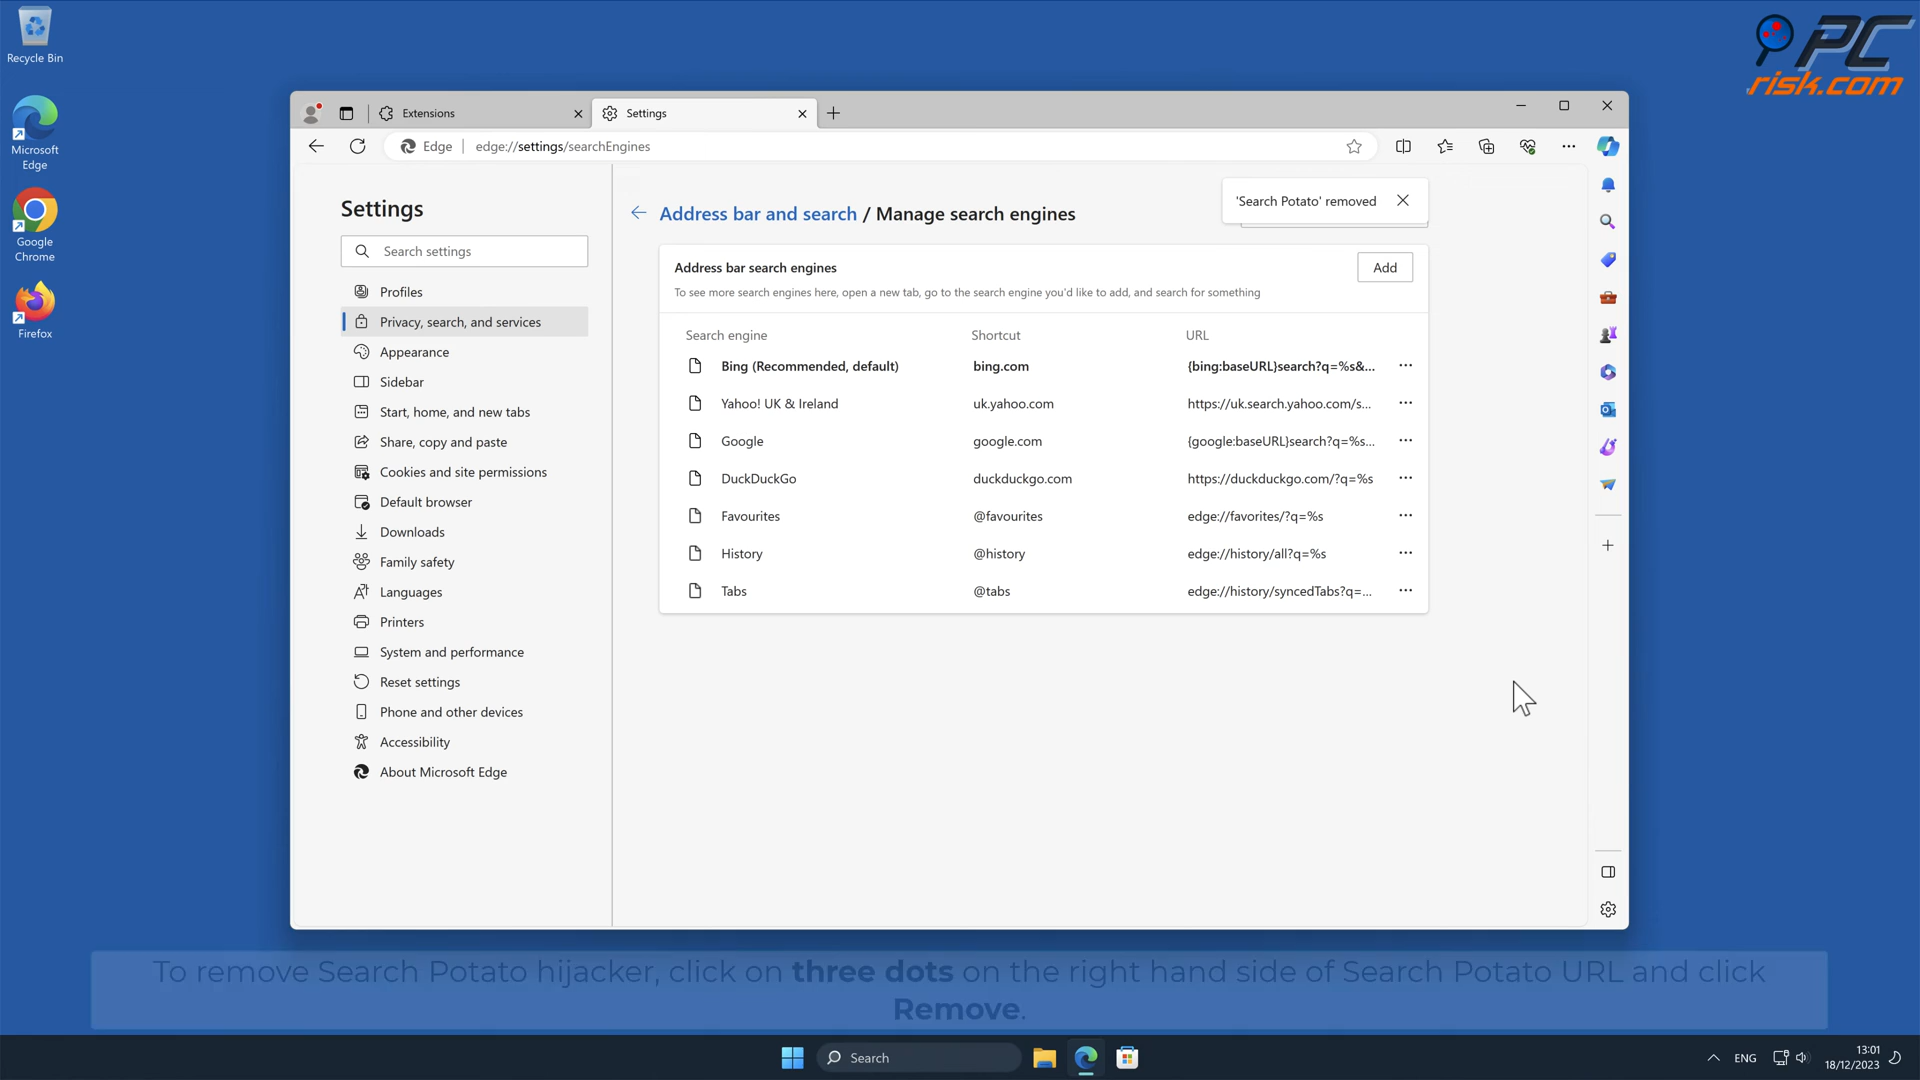 Recycle Bin
Microsoft
Edge
Google
Chrome
Firefox
PC
risk.com
Extensions
Settings
Edge
edge://settings/searchEngines
Settings
Search settings
Profiles
Privacy, search, and services
Appearance
Sidebar
Start, home, and new tabs
Share, copy and paste
Cookies and site permissions
Default browser
Downloads
Family safety
Languages
Printers
System and performance
Reset settings
Phone and other devices
Accessibility
About Microsoft Edge
Address bar and search / Manage search engines
'Search Potato' removed
Address bar search engines
Add
To see more search engines here, open a new tab, go to the search engine you'd like to add, and search for something
Search engine Shortcut URL
Bing (Recommended, default) bing.com {bing:baseURL}search?q=%s&...
Yahoo! UK & Ireland uk.yahoo.com https://uk.search.yahoo.com/s...
Google google.com {google:baseURL}search?q=%s...
DuckDuckGo duckduckgo.com https://duckduckgo.com/?q=%s
Favourites @favourites edge://favorites/?q=%s
History @history edge://history/all?q=%s
Tabs @tabs edge://history/syncedTabs?q=...
To remove Search Potato hijacker, click on three dots on the right hand side of Search Potato URL and click
Remove.
Search
ENG
13:01
18/12/2023